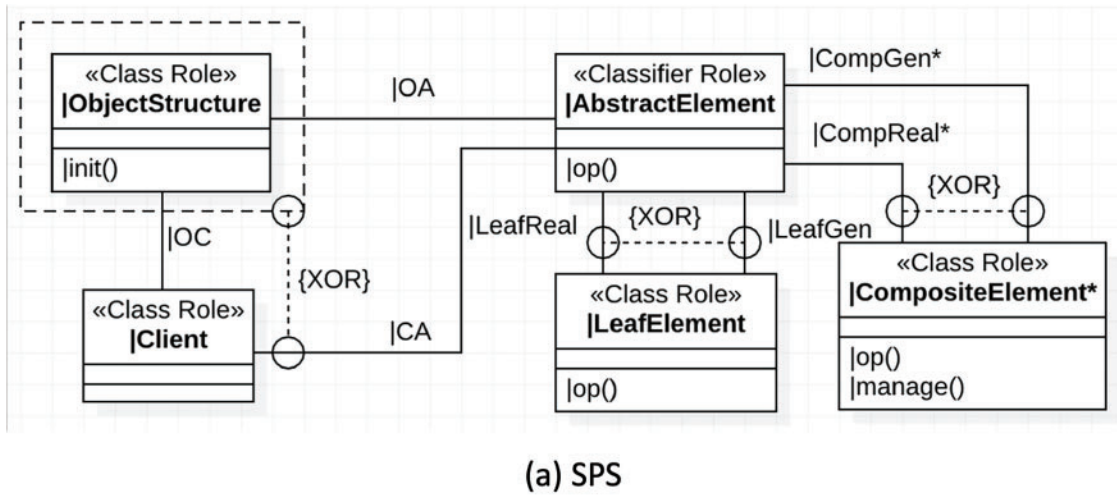 «Class Role»
|ObjectStructure
|init()
|OA
«Classifier Role»
|AbstractElement
|op()
|CompGen*
|CompReal*
{XOR}
|OC
{XOR}
|LeafReal
{XOR}
|LeafGen
«Class Role»
|Client
|CA
«Class Role»
|LeafElement
|op()
«Class Role»
|CompositeElement*
|op()
|manage()
(a) SPS